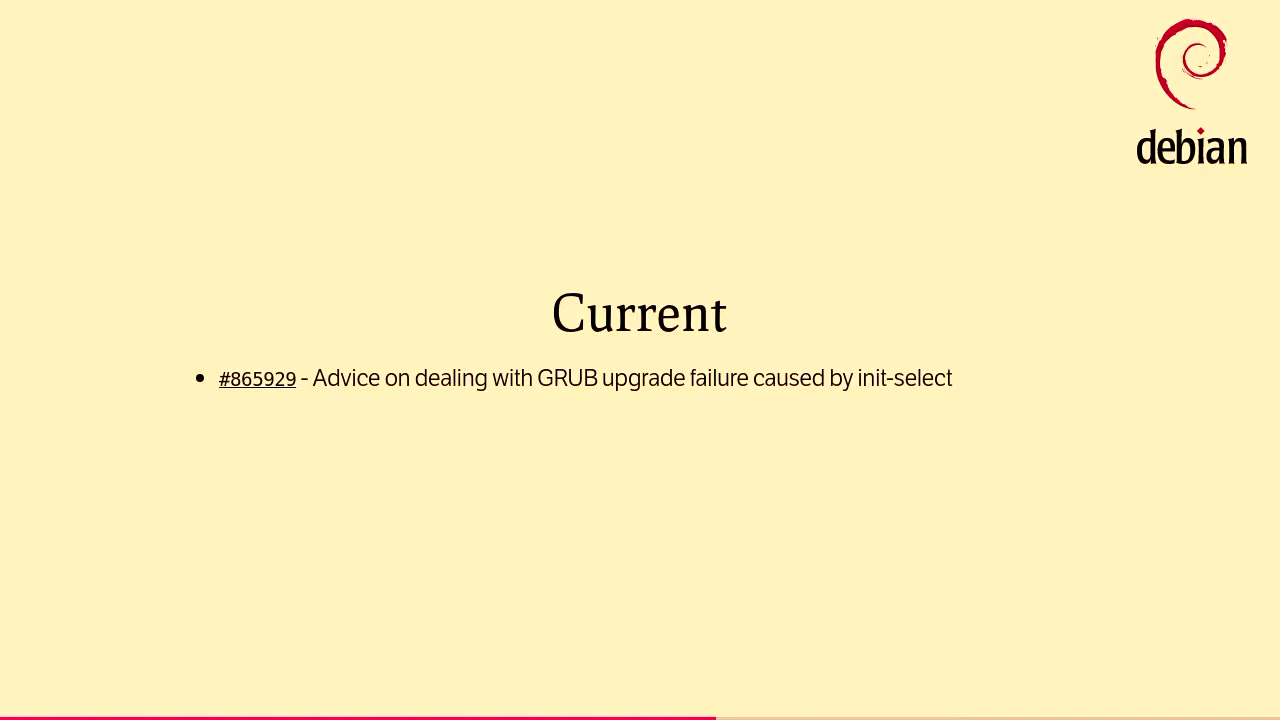 debian
Current
#865929 - Advice on dealing with GRUB upgrade failure caused by init-select